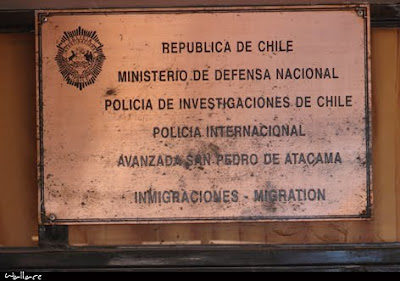 REPUBLICA DE CHILE
MINISTERIO DE DEFENSA NACIONAL
POLICIA DE INVESTIGACIONES DE CHILE
POLICIA INTERNACIONAL
AVANZADA SAN PEDRO DE ATACAMA
INMIGRACIONES - MIGRATION
Wallace